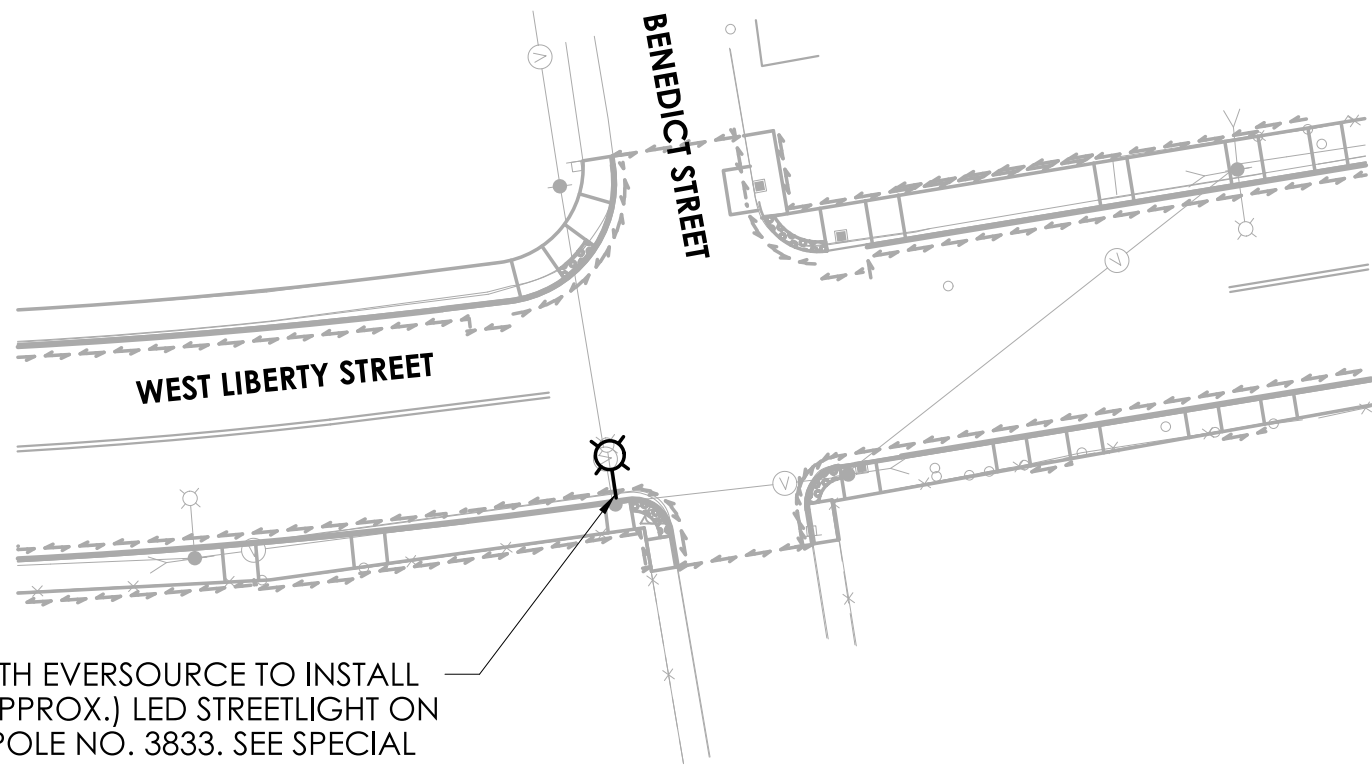 BENEDICT STREET
WEST LIBERTY STREET
TH EVERSOURCE TO INSTALL
PPROX.) LED STREETLIGHT ON
POLE NO. 3833. SEE SPECIAL